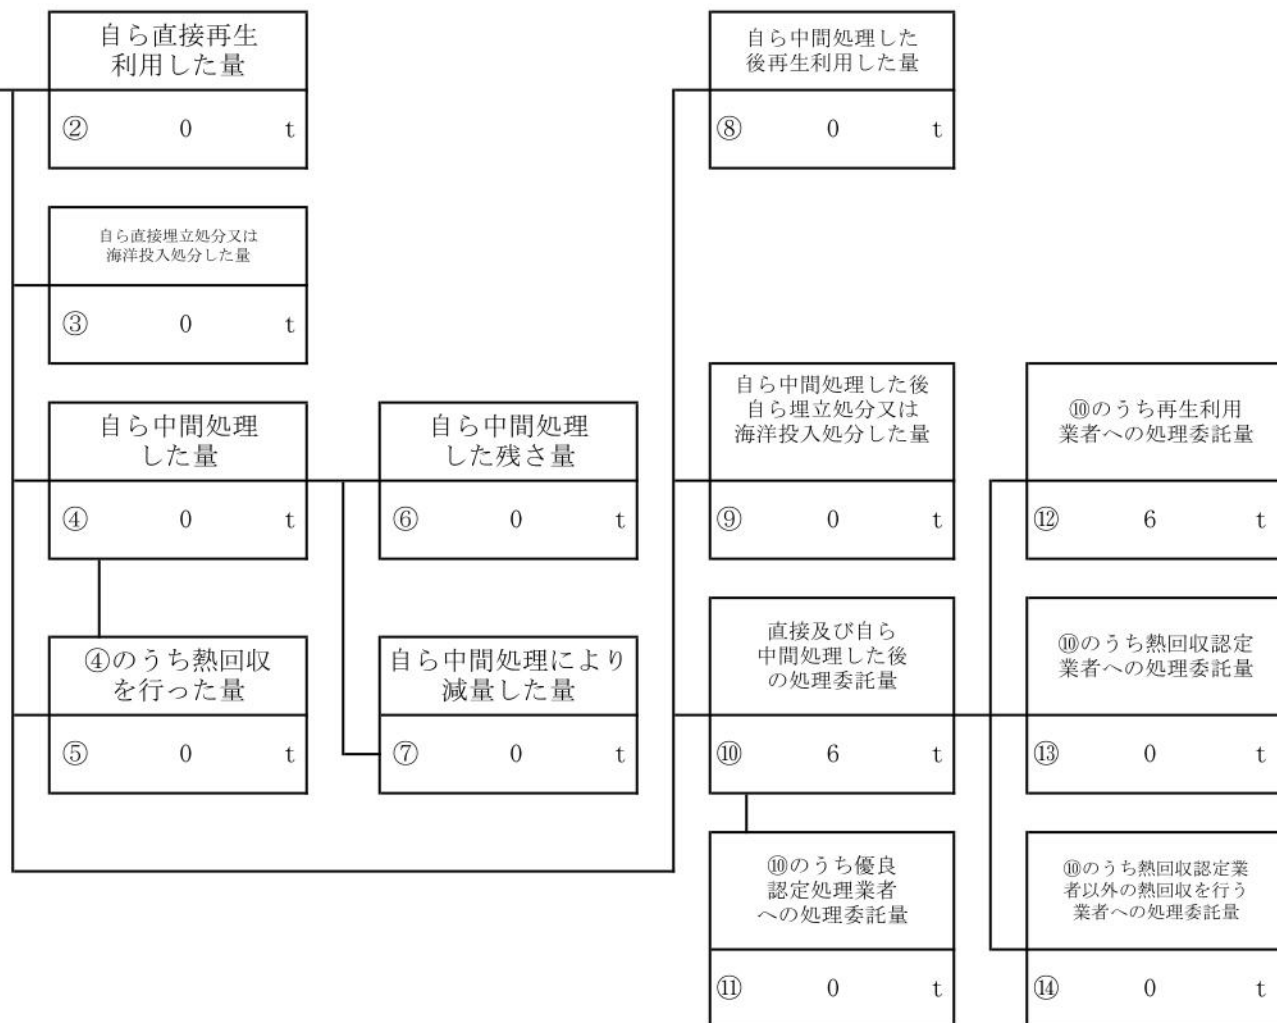 自ら直接再生
利用した量
② 0 t
自ら直接埋立処分又は
海洋投入処分した量
③ 0 t
自ら中間処理
した量
④ 0 t
④のうち熱回収
を行った量
⑤ 0 t
自ら中間処理
した残さ量
⑥ 0 t
自ら中間処理により
減量した量
⑦ 0 t
自ら中間処理した
後再生利用した量
⑧ 0 t
自ら中間処理した後
自ら埋立処分又は
海洋投入処分した量
⑨ 0 t
直接及び自ら
中間処理した後
の処理委託量
⑩ 6 t
⑩のうち優良
認定処理業者
への処理委託量
⑪ 0 t
⑩のうち再生利用
業者への処理委託量
⑫ 6 t
⑩のうち熱回収認定
業者への処理委託量
⑬ 0 t
⑩のうち熱回収認定業
者以外の熱回収を行う
業者への処理委託量
⑭ 0 t